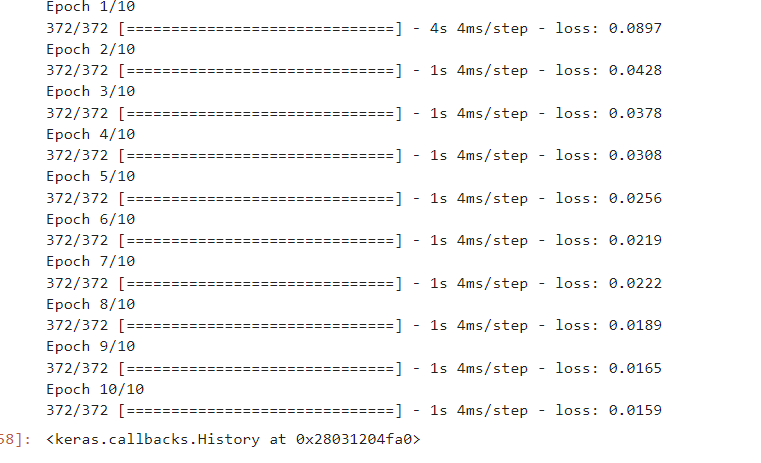 Epoch 1/10
372/372 [==============================] - 4s 4ms/step - loss: 0.0897
Epoch 2/10
372/372 [==============================] - 1s 4ms/step - loss: 0.0428
Epoch 3/10
372/372 [==============================] - 1s 4ms/step - loss: 0.0378
Epoch 4/10
372/372 [==============================] - 1s 4ms/step - loss: 0.0308
Epoch 5/10
372/372 [==============================] - 1s 4ms/step - loss: 0.0256
Epoch 6/10
372/372 [==============================] - 1s 4ms/step - loss: 0.0219
Epoch 7/10
372/372 [==============================] - 1s 4ms/step - loss: 0.0222
Epoch 8/10
372/372 [==============================] - 1s 4ms/step - loss: 0.0189
Epoch 9/10
372/372 [==============================] - 1s 4ms/step - loss: 0.0165
Epoch 10/10
372/372 [==============================] - 1s 4ms/step - loss: 0.0159
58]: <keras.callbacks.History at 0x28031204fa0>